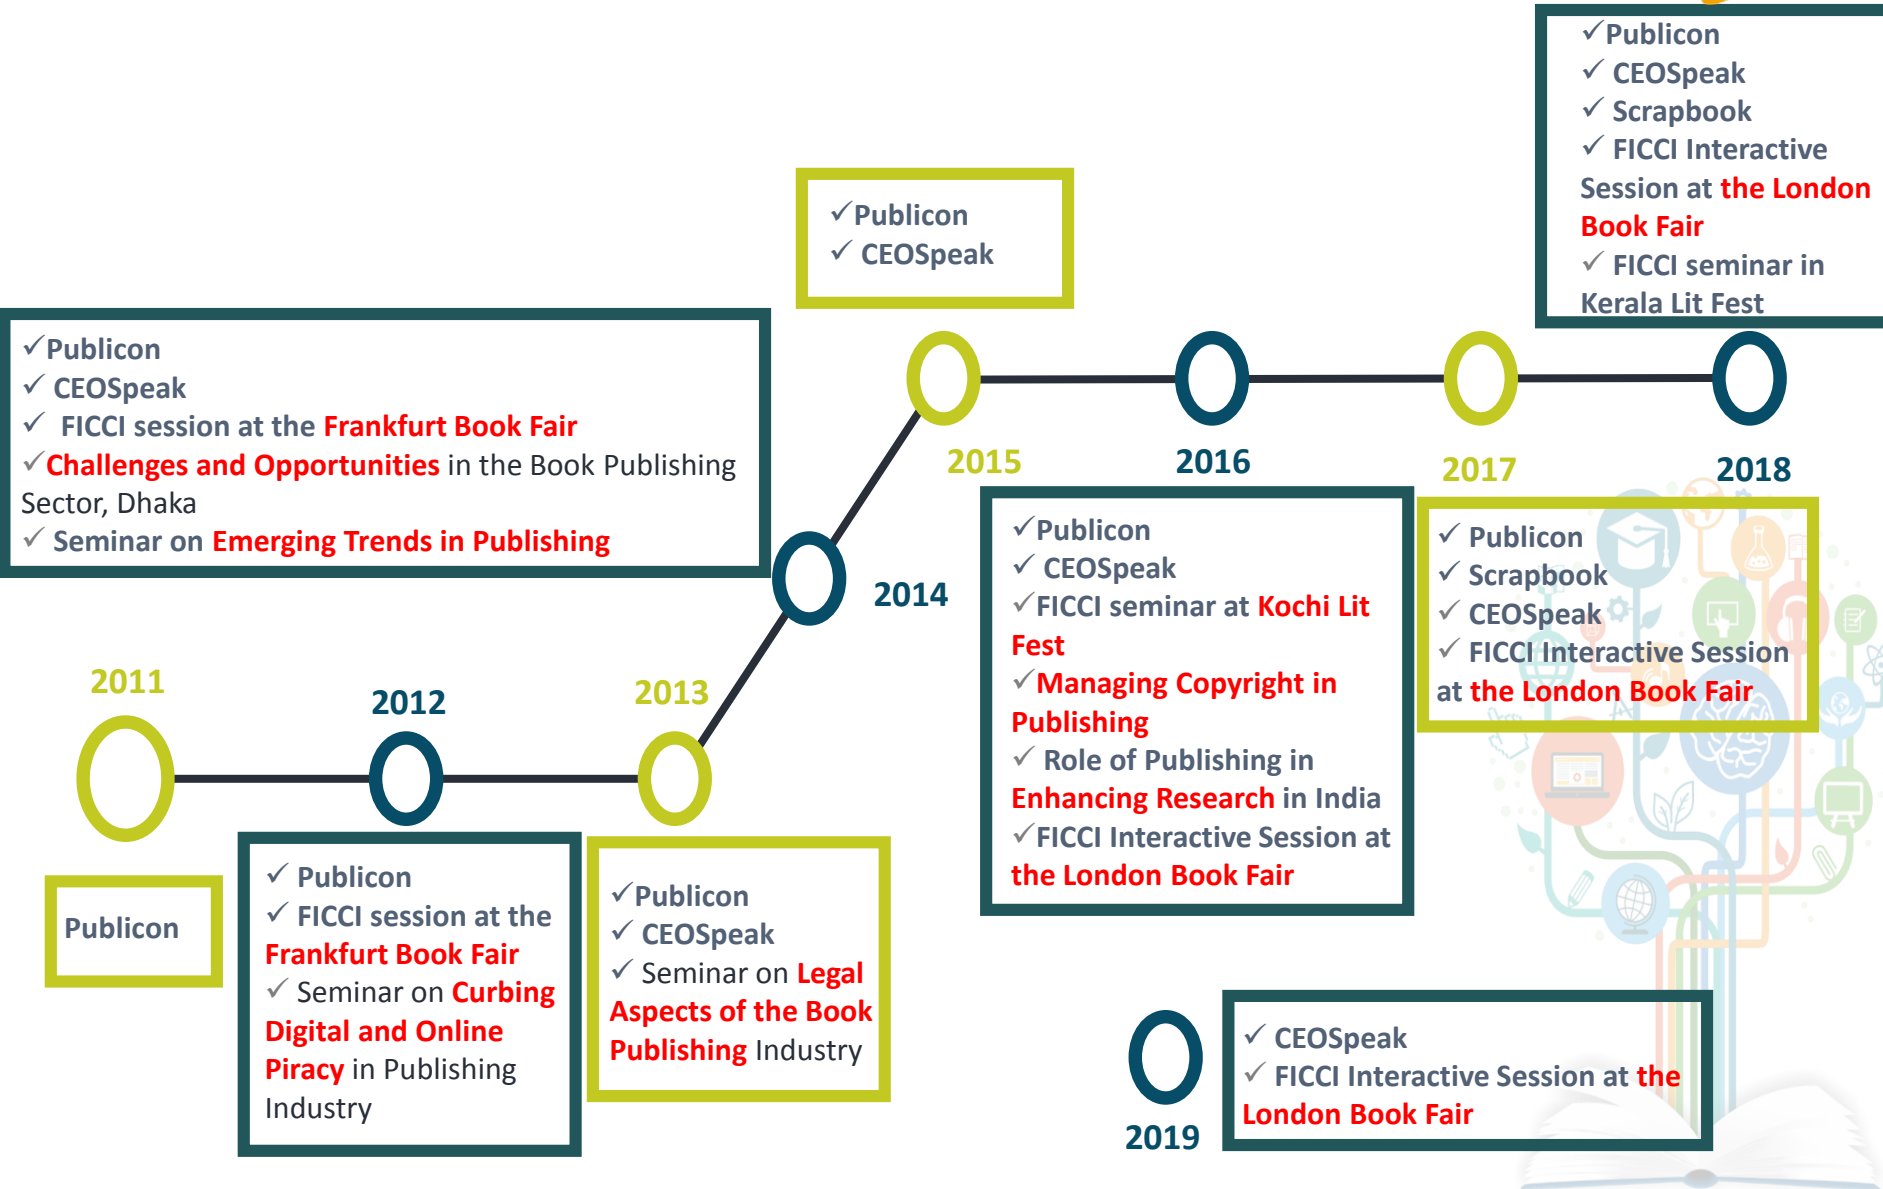 2011
Publicon
2012
✓ Publicon
✓ FICCI session at the
Frankfurt Book Fair
✓ Seminar on Curbing
Digital and Online
Piracy in Publishing
Industry
2013
✓Publicon
✓ CEOSpeak
✓ Seminar on Legal
Aspects of the Book
Publishing Industry
✓Publicon
✓ CEOSpeak
✓ FICCI session at the Frankfurt Book Fair
✓Challenges and Opportunities in the Book Publishing
Sector, Dhaka
✓ Seminar on Emerging Trends in Publishing
2014
✓Publicon
✓ CEOSpeak
2015
2016
✓Publicon
✓ CEOSpeak
✓FICCI seminar at Kochi Lit
Fest
✓Managing Copyright in
Publishing
✓ Role of Publishing in
Enhancing Research in India
✓FICCI Interactive Session at
the London Book Fair
2017
✓ Publicon
✓ Scrapbook
✓ CEOSpeak
✓ FICCI Interactive Session
at the London Book Fair
✓Publicon
✓ CEOSpeak
✓ Scrapbook
✓ FICCI Interactive
Session at the London
Book Fair
✓ FICCI seminar in
Kerala Lit Fest
2018
2019
✓ CEOSpeak
✓ FICCI Interactive Session at the
London Book Fair